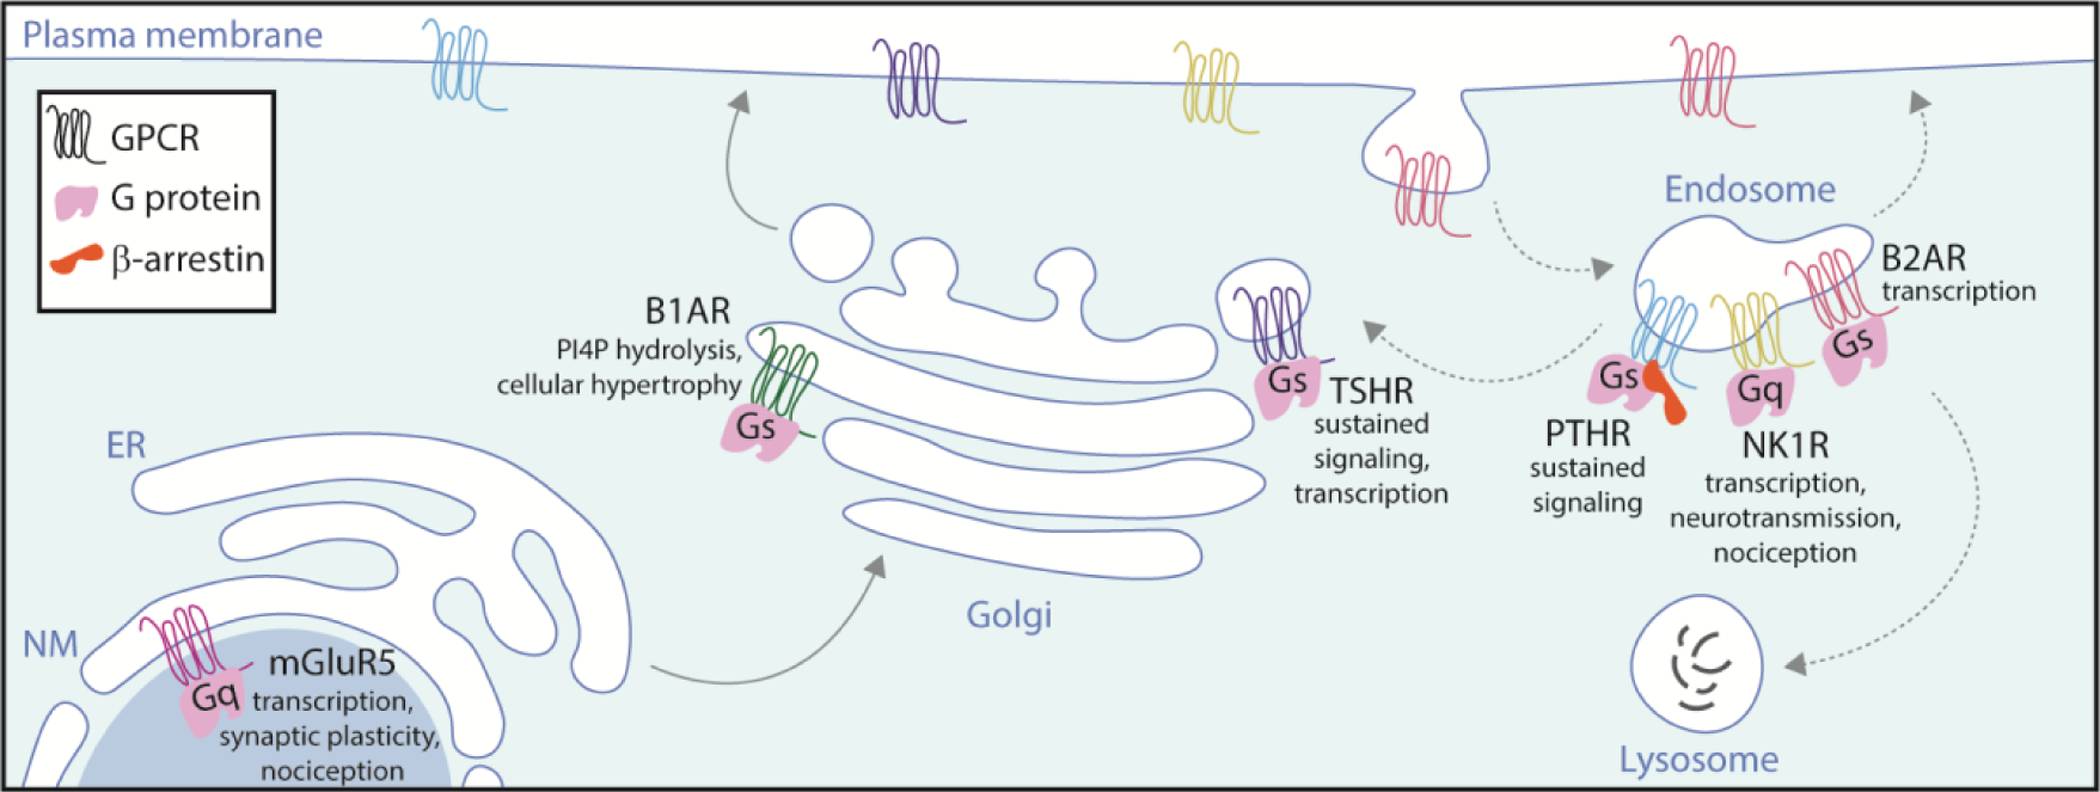 Plasma membrane
GPCR
G protein
β-arrestin
Endosome
B2AR
transcription
Gs
B1AR
PI4P hydrolysis,
cellular hypertrophy
Gs
Gs
TSHR
sustained
signaling,
transcription
Gs
PTHR
sustained
signaling
Gq
NK1R
transcription,
neurotransmission,
nociception
ER
Golgi
NM
mGluR5
Gq
transcription,
synaptic plasticity,
nociception
Lysosome